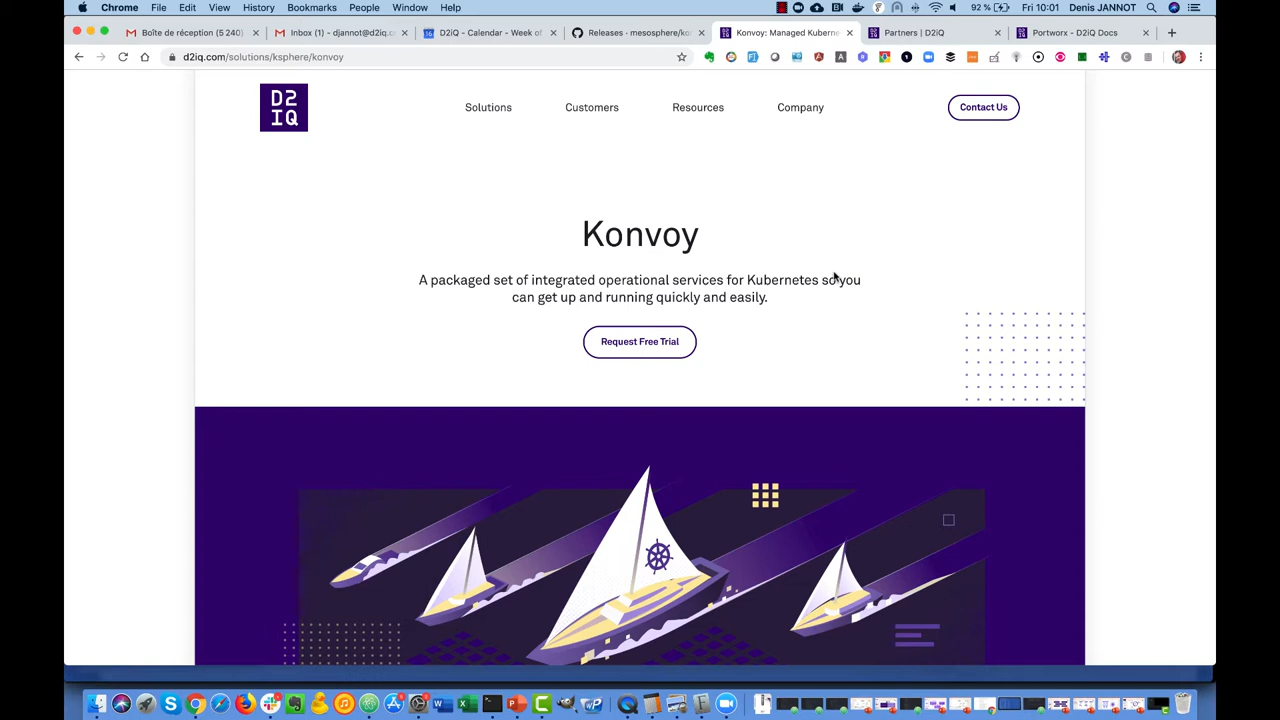 Chrome File Edit View History Bookmarks People Window Help
92 % Fri 10:01 Denis JANNOT
Boîte de réception (5 240)
Inbox (1) - djannot@d2iq.c
D2iQ - Calendar - Week of
Releases · mesosphere/ko
Konvoy: Managed Kuberne
Partners | D2iQ
Portworx - D2iQ Docs
d2iq.com/solutions/ksphere/konvoy
D2
IQ
Solutions
Customers
Resources
Company
Contact Us
Konvoy
A packaged set of integrated operational services for Kubernetes so you
can get up and running quickly and easily.
Request Free Trial